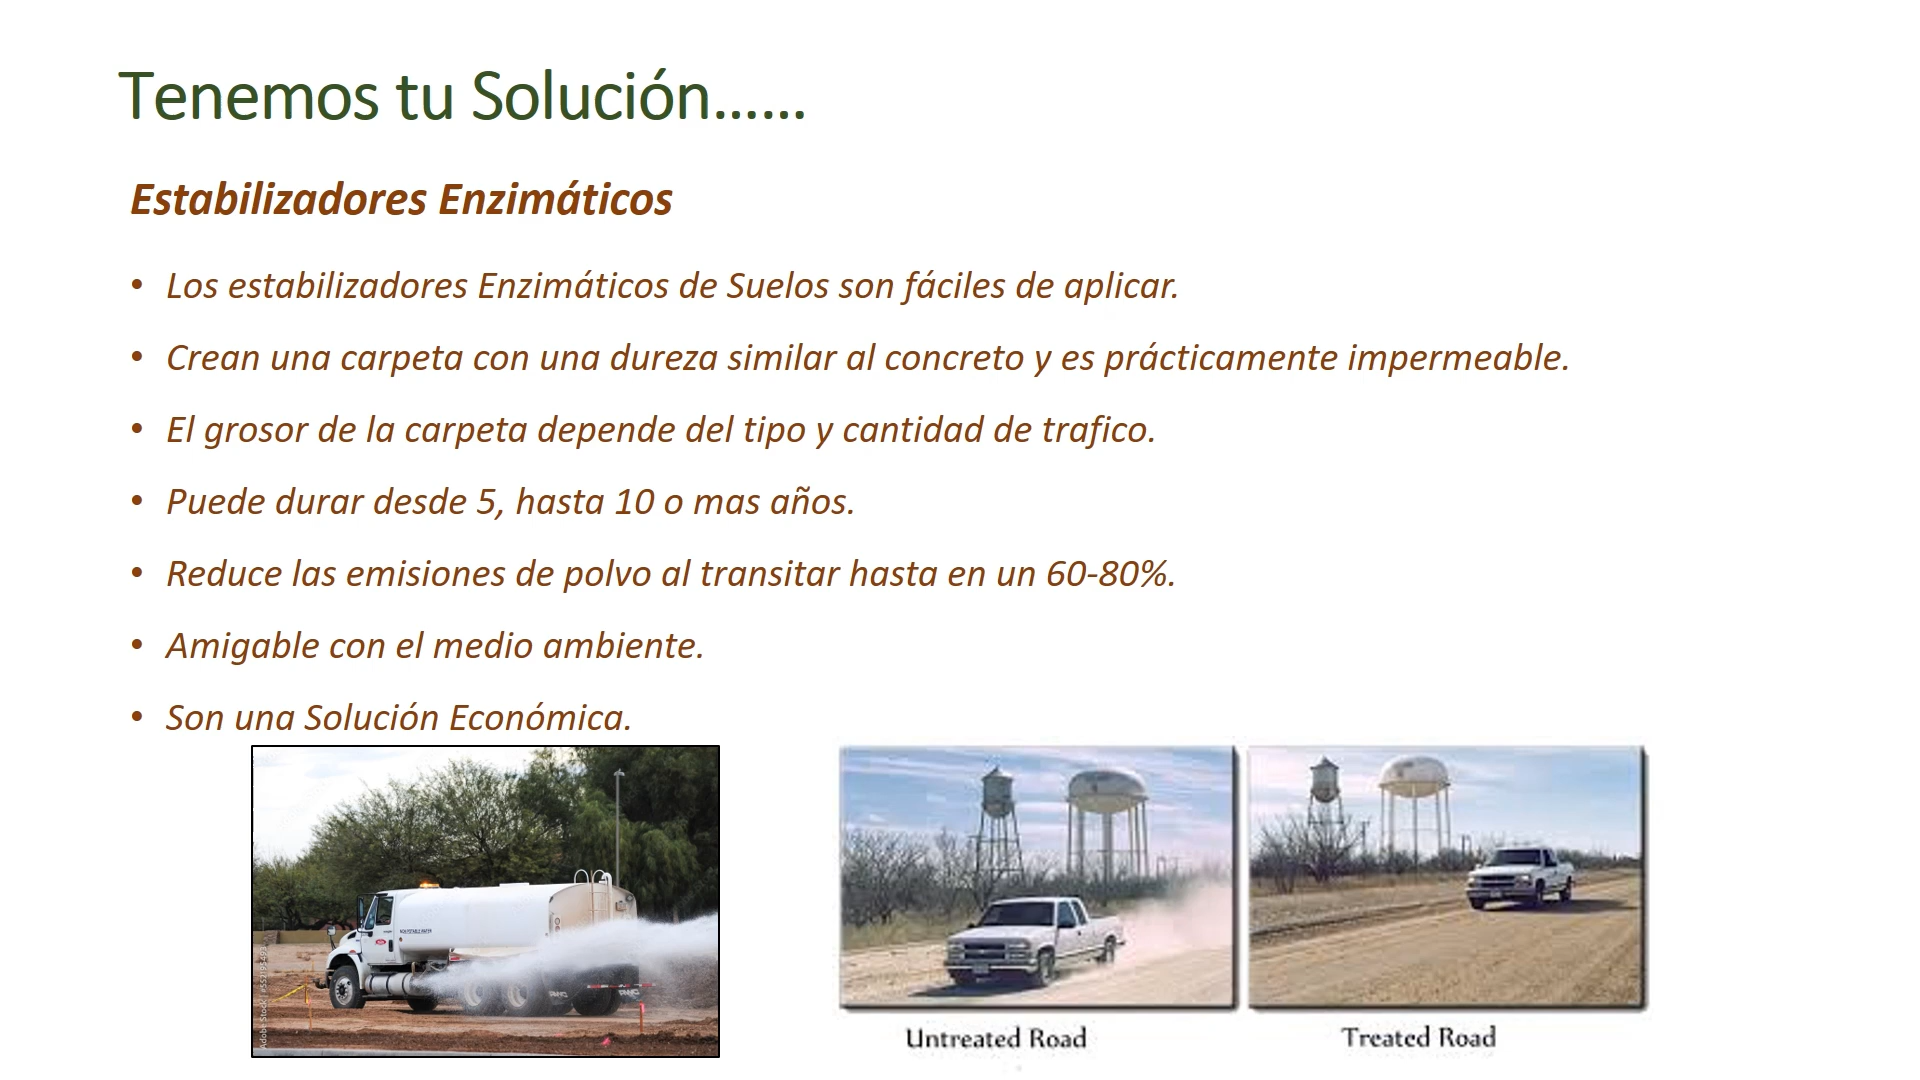 Tenemos tu Solución......
Estabilizadores Enzimáticos
• Los estabilizadores Enzimáticos de Suelos son fáciles de aplicar.
• Crean una carpeta con una dureza similar al concreto y es prácticamente impermeable.
• El grosor de la carpeta depende del tipo y cantidad de trafico.
• Puede durar desde 5, hasta 10 o mas años.
• Reduce las emisiones de polvo al transitar hasta en un 60-80%.
• Amigable con el medio ambiente.
• Son una Solución Económica.
Adobe Stock
Untreated Road
Treated Road